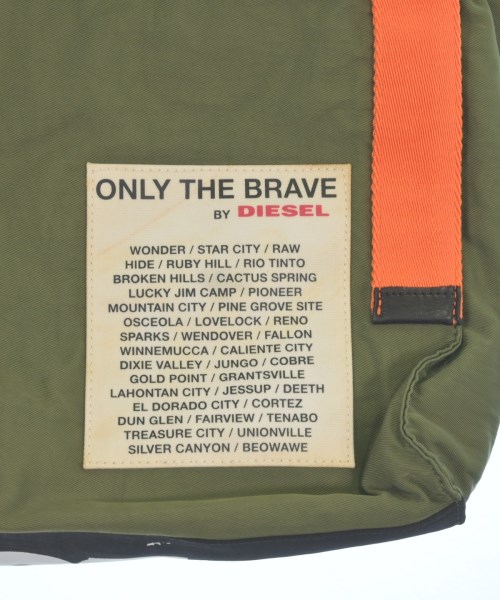 ONLY THE BRAVE
BY DIESEL
WONDER / STAR CITY / RAW
HIDE / RUBY HILL / RIO TINTO
BROKEN HILLS / CACTUS SPRING
LUCKY JIM CAMP / PIONEER
MOUNTAIN CITY / PINE GROVE SITE
OSCEOLA / LOVELOCK / RENO
SPARKS / WENDOVER / FALLON
WINNEMUCCA / CALIENTE CITY
DIXIE VALLEY / JUNGO / COBRE
GOLD POINT / GRANTSVILLE
LAHONTAN CITY / JESSUP / DEETH
EL DORADO CITY / CORTEZ
DUN GLEN / FAIRVIEW / TENABO
TREASURE CITY / UNIONVILLE
SILVER CANYON / BEOWAWE